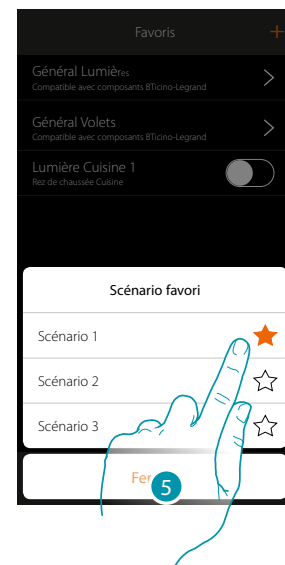 Favoris +
Général Lumières
Compatible avec composants BTicino-Legrand
Général Volets
Compatible avec composants BTicino-Legrand
Lumière Cuisine 1
Rez de chaussée Cuisine
Scénario favori
Scénario 1
Scénario 2
Scénario 3
Fer
5